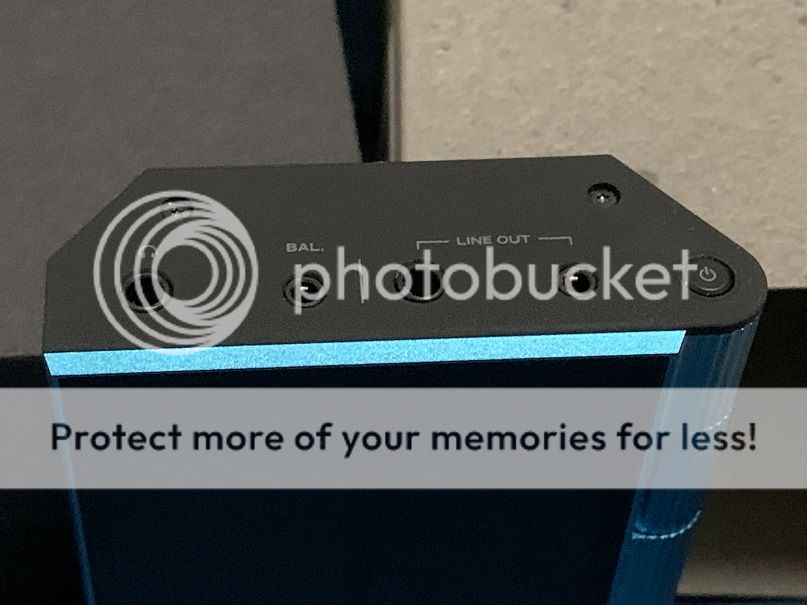 BAL.
LINE OUT
photobucket
Protect more of your memories for less!